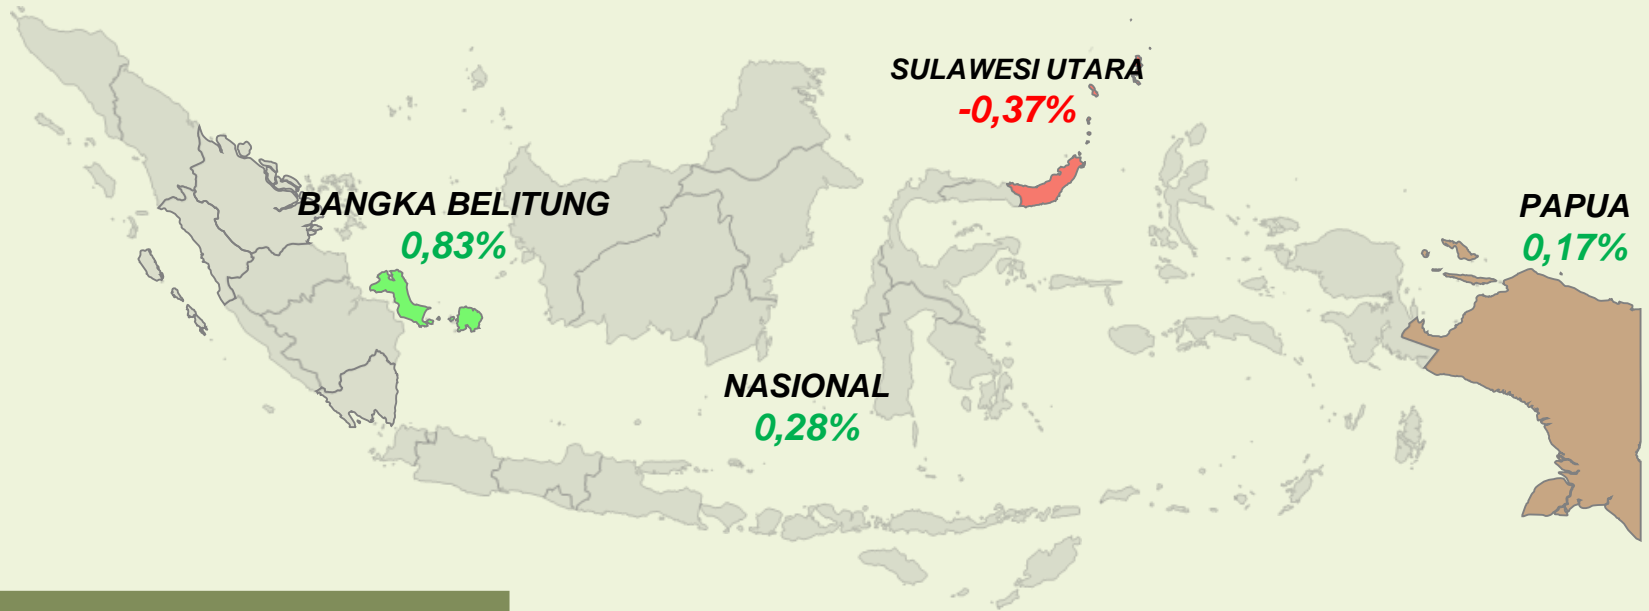 SULAWESI UTARA
-0,37%
BANGKA BELITUNG
0,83%
PAPUA
0,17%
NASIONAL
0,28%